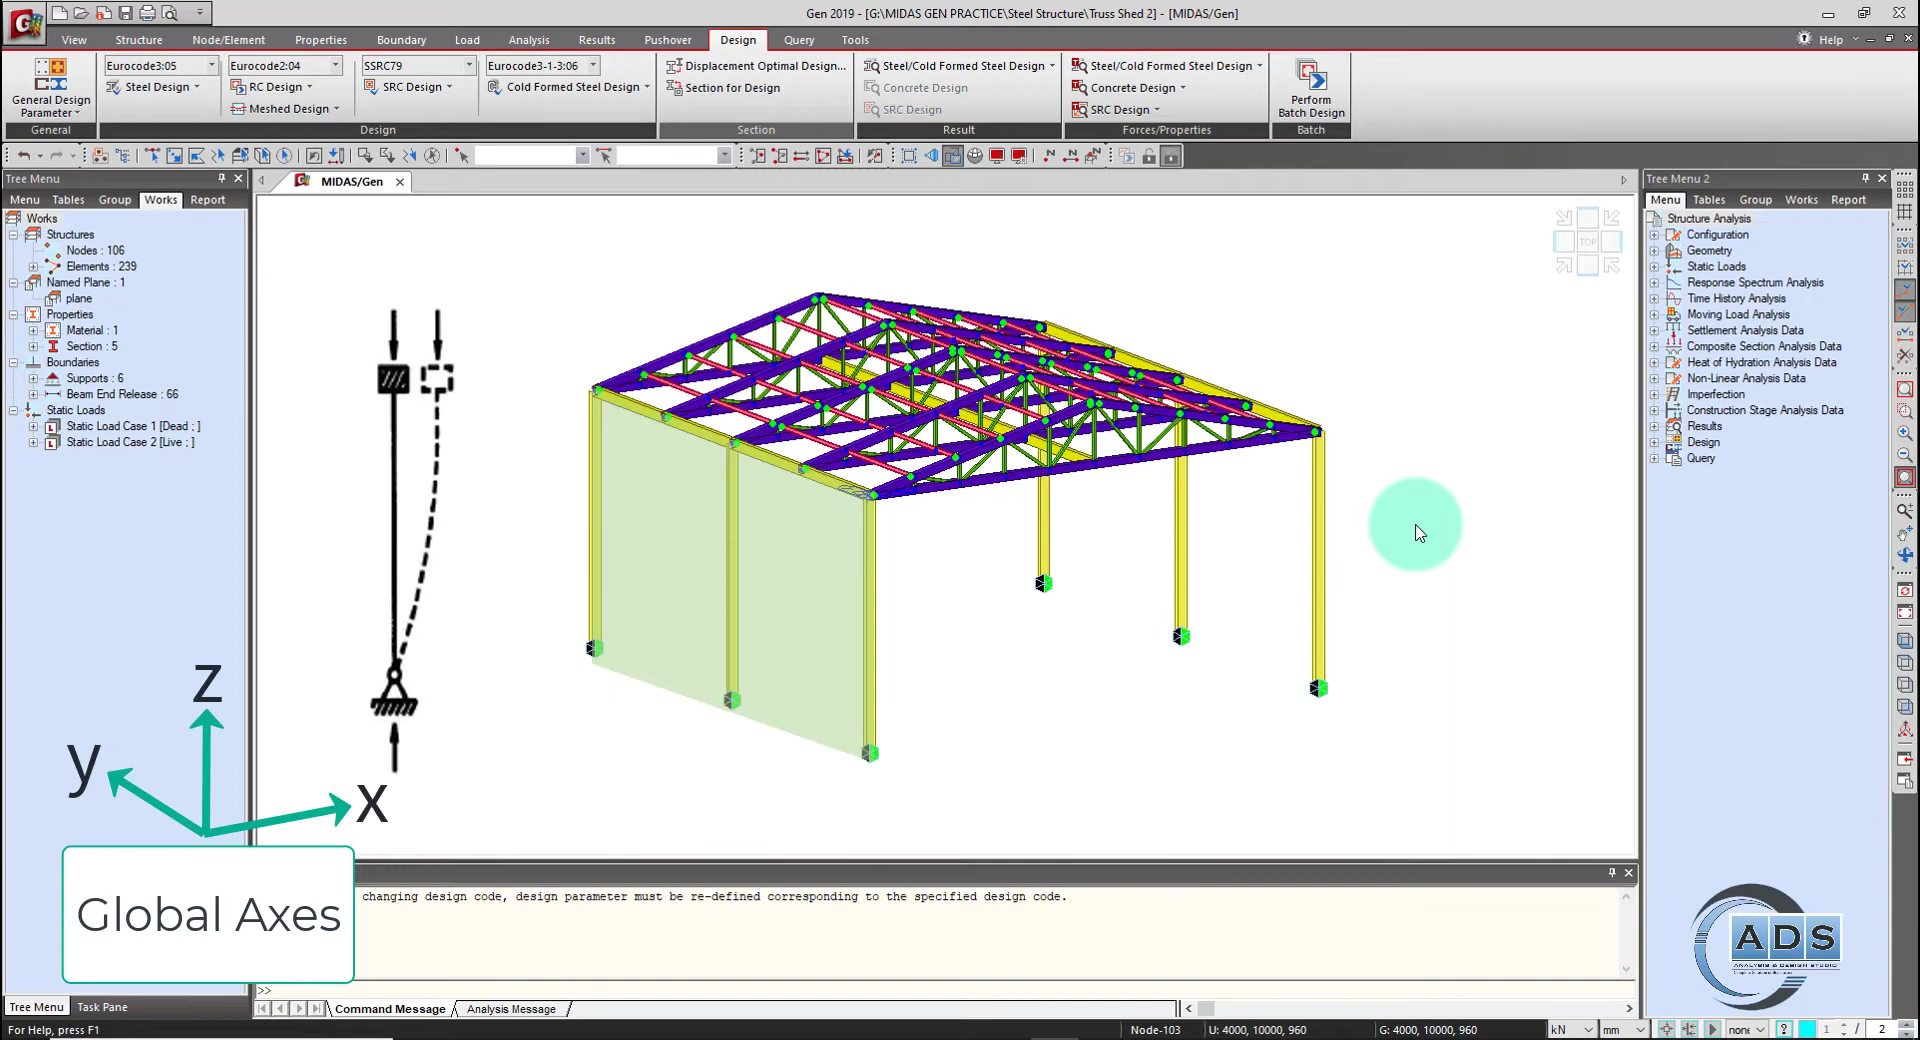 Gen 2019 - [G:\MIDAS GEN PRACTICE\Steel Structure\Truss Shed 2] - [MIDAS/Gen]
View Structure Node/Element Properties Boundary Load Analysis Results Pushover Design Query Tools Help
Eurocode3:05 Eurocode2:04 SSRC79 Eurocode3-1-3:06 Displacement Optimal Design... Steel/Cold Formed Steel Design Steel/Cold Formed Steel Design
Steel Design RC Design SRC Design Cold Formed Steel Design Section for Design Concrete Design Concrete Design
General Design Parameter Meshed Design SRC Design SRC Design Perform Batch Design
General Design Section Result Forces/Properties Batch
Tree Menu
Menu Tables Group Works Report
Works
Structures
Nodes : 106
Elements : 239
Named Plane : 1
plane
Properties
Material : 1
Section : 5
Boundaries
Supports : 6
Beam End Release : 66
Static Loads
Static Load Case 1 [Dead ; ]
Static Load Case 2 [Live ; ]
MIDAS/Gen
TOP
Tree Menu 2
Menu Tables Group Works Report
Structure Analysis
Configuration
Geometry
Static Loads
Response Spectrum Analysis
Time History Analysis
Moving Load Analysis
Settlement Analysis Data
Composite Section Analysis Data
Heat of Hydration Analysis Data
Non-Linear Analysis Data
Imperfection
Construction Stage Analysis Data
Results
Design
Query
z
y
x
Global Axes
changing design code, design parameter must be re-defined corresponding to the specified design code.
>>
ADS
ANALYSIS & DESIGN STUDIO
Tree Menu Task Pane
Command Message Analysis Message
For Help, press F1 Node-103 U: 4000, 10000, 960 G: 4000, 10000, 960 kN mm none ? 1 / 2